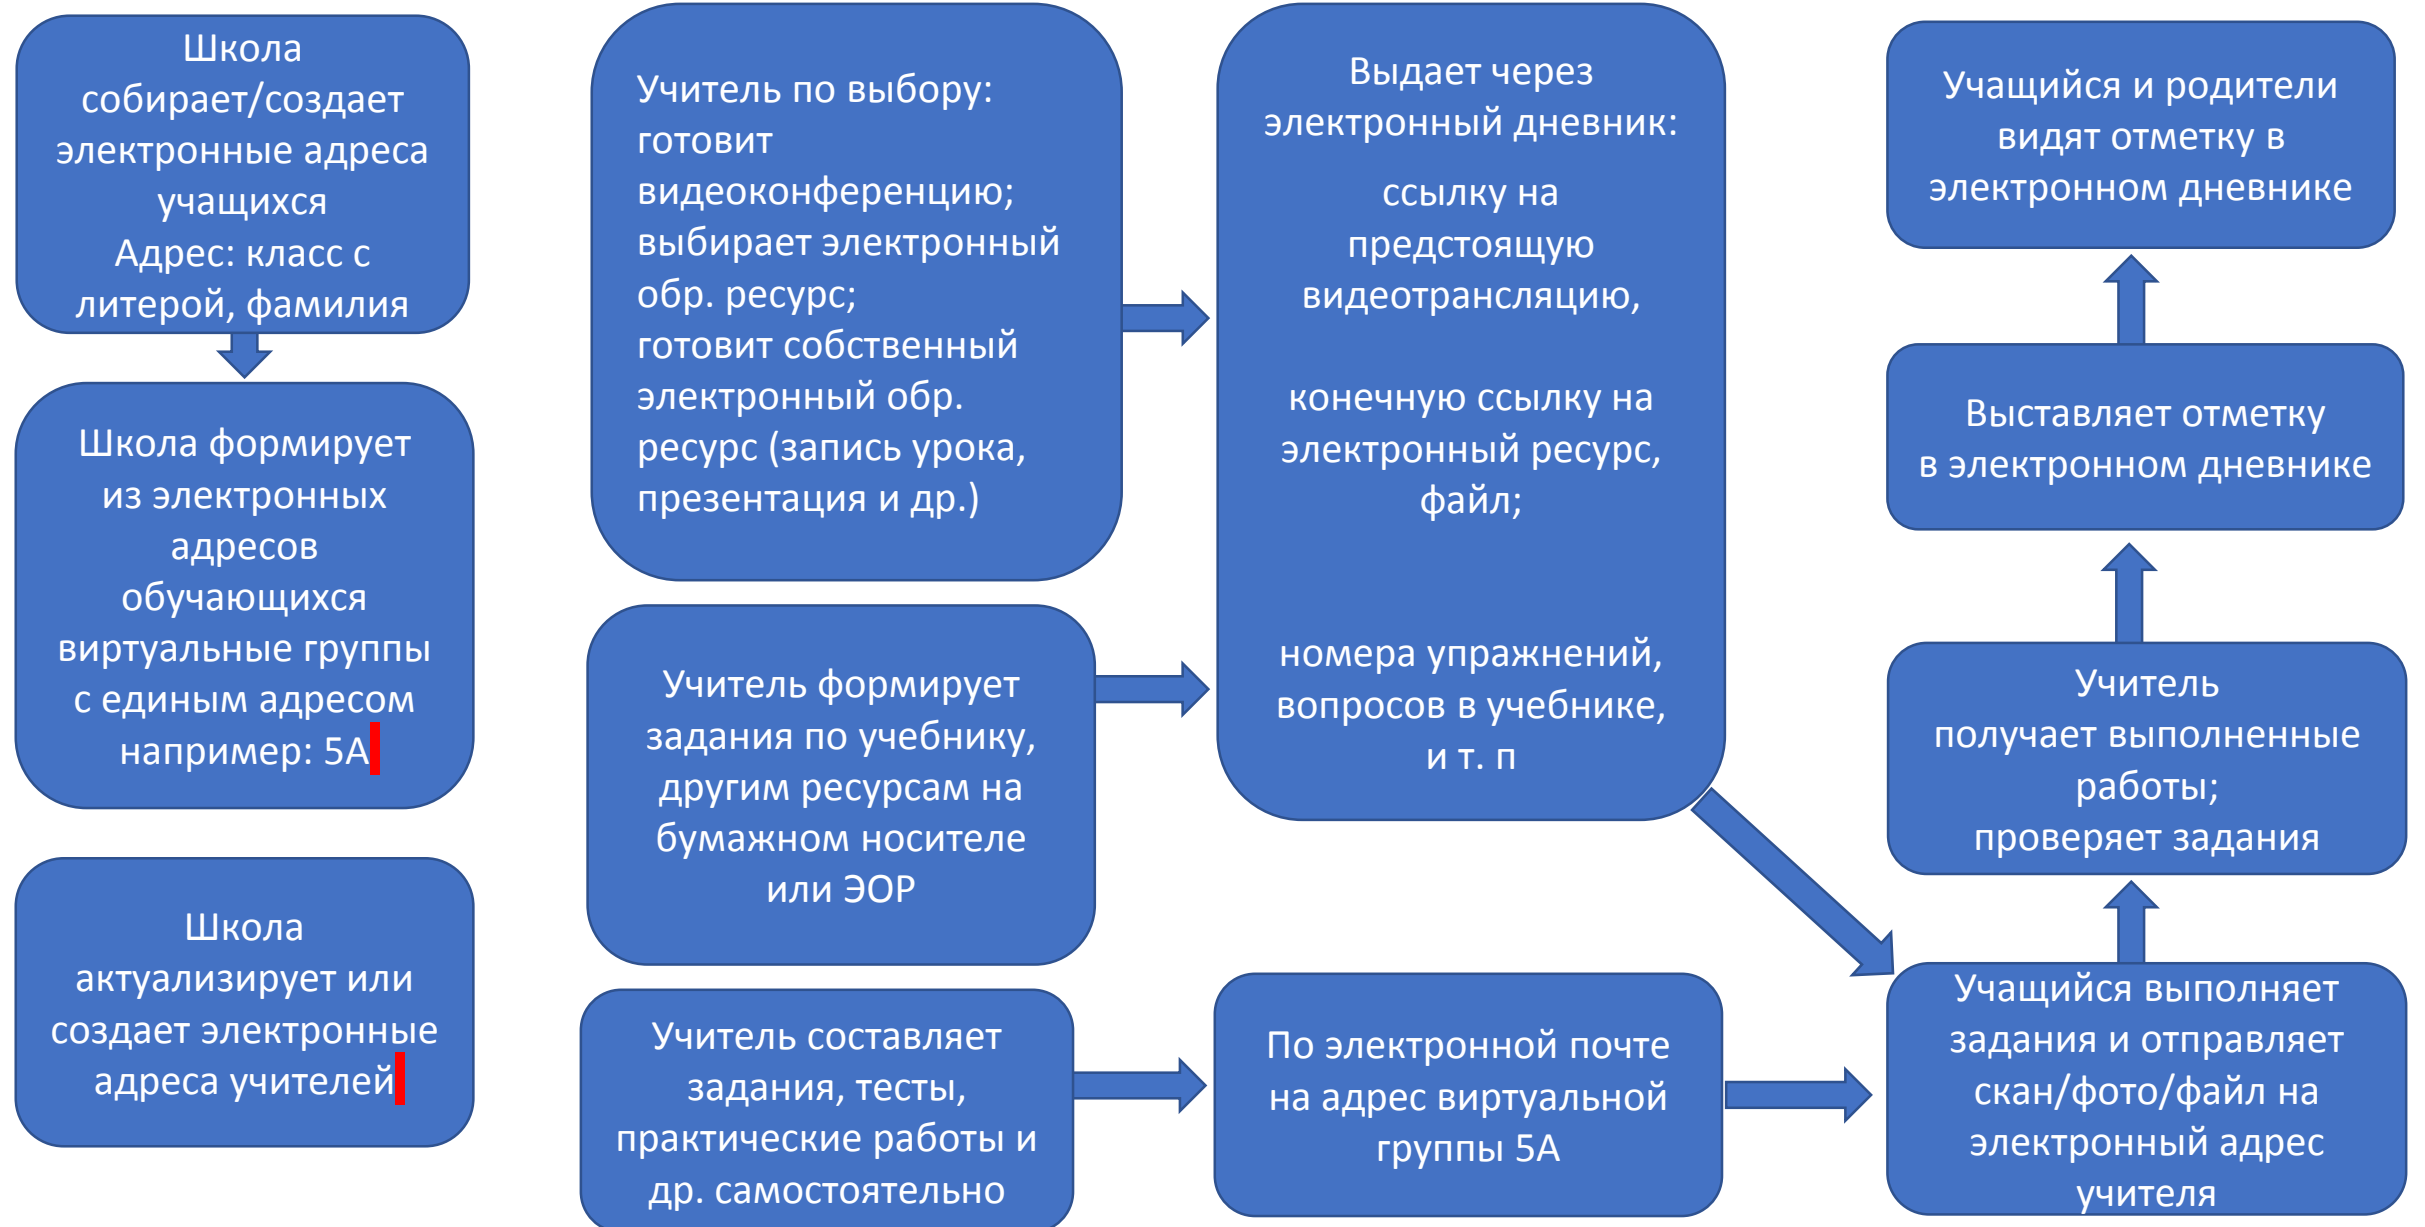 Школа
собирает/создает
электронные адреса
учащихся
Адрес: класс с
литерой, фамилия
Школа формирует
из электронных
адресов
обучающихся
виртуальные группы
с единым адресом
например: 5А
Школа
актуализирует или
создает электронные
адреса учителей
Учитель по выбору:
готовит
видеоконференцию;
выбирает электронный
обр. ресурс;
готовит собственный
электронный обр.
ресурс (запись урока,
презентация и др.)
Учитель формирует
задания по учебнику,
другим ресурсам на
бумажном носителе
или ЭОР
Учитель составляет
задания, тесты,
практические работы и
др. самостоятельно
Выдает через
электронный дневник:
ссылку на
предстоящую
видеотрансляцию,
конечную ссылку на
электронный ресурс,
файл;
номера упражнений,
вопросов в учебнике,
и т. п
По электронной почте
на адрес виртуальной
группы 5А
Учащийся и родители
видят отметку в
электронном дневнике
Выставляет отметку
в электронном дневнике
Учитель
получает выполненные
работы;
проверяет задания
Учащийся выполняет
задания и отправляет
скан/фото/файл на
электронный адрес
учителя